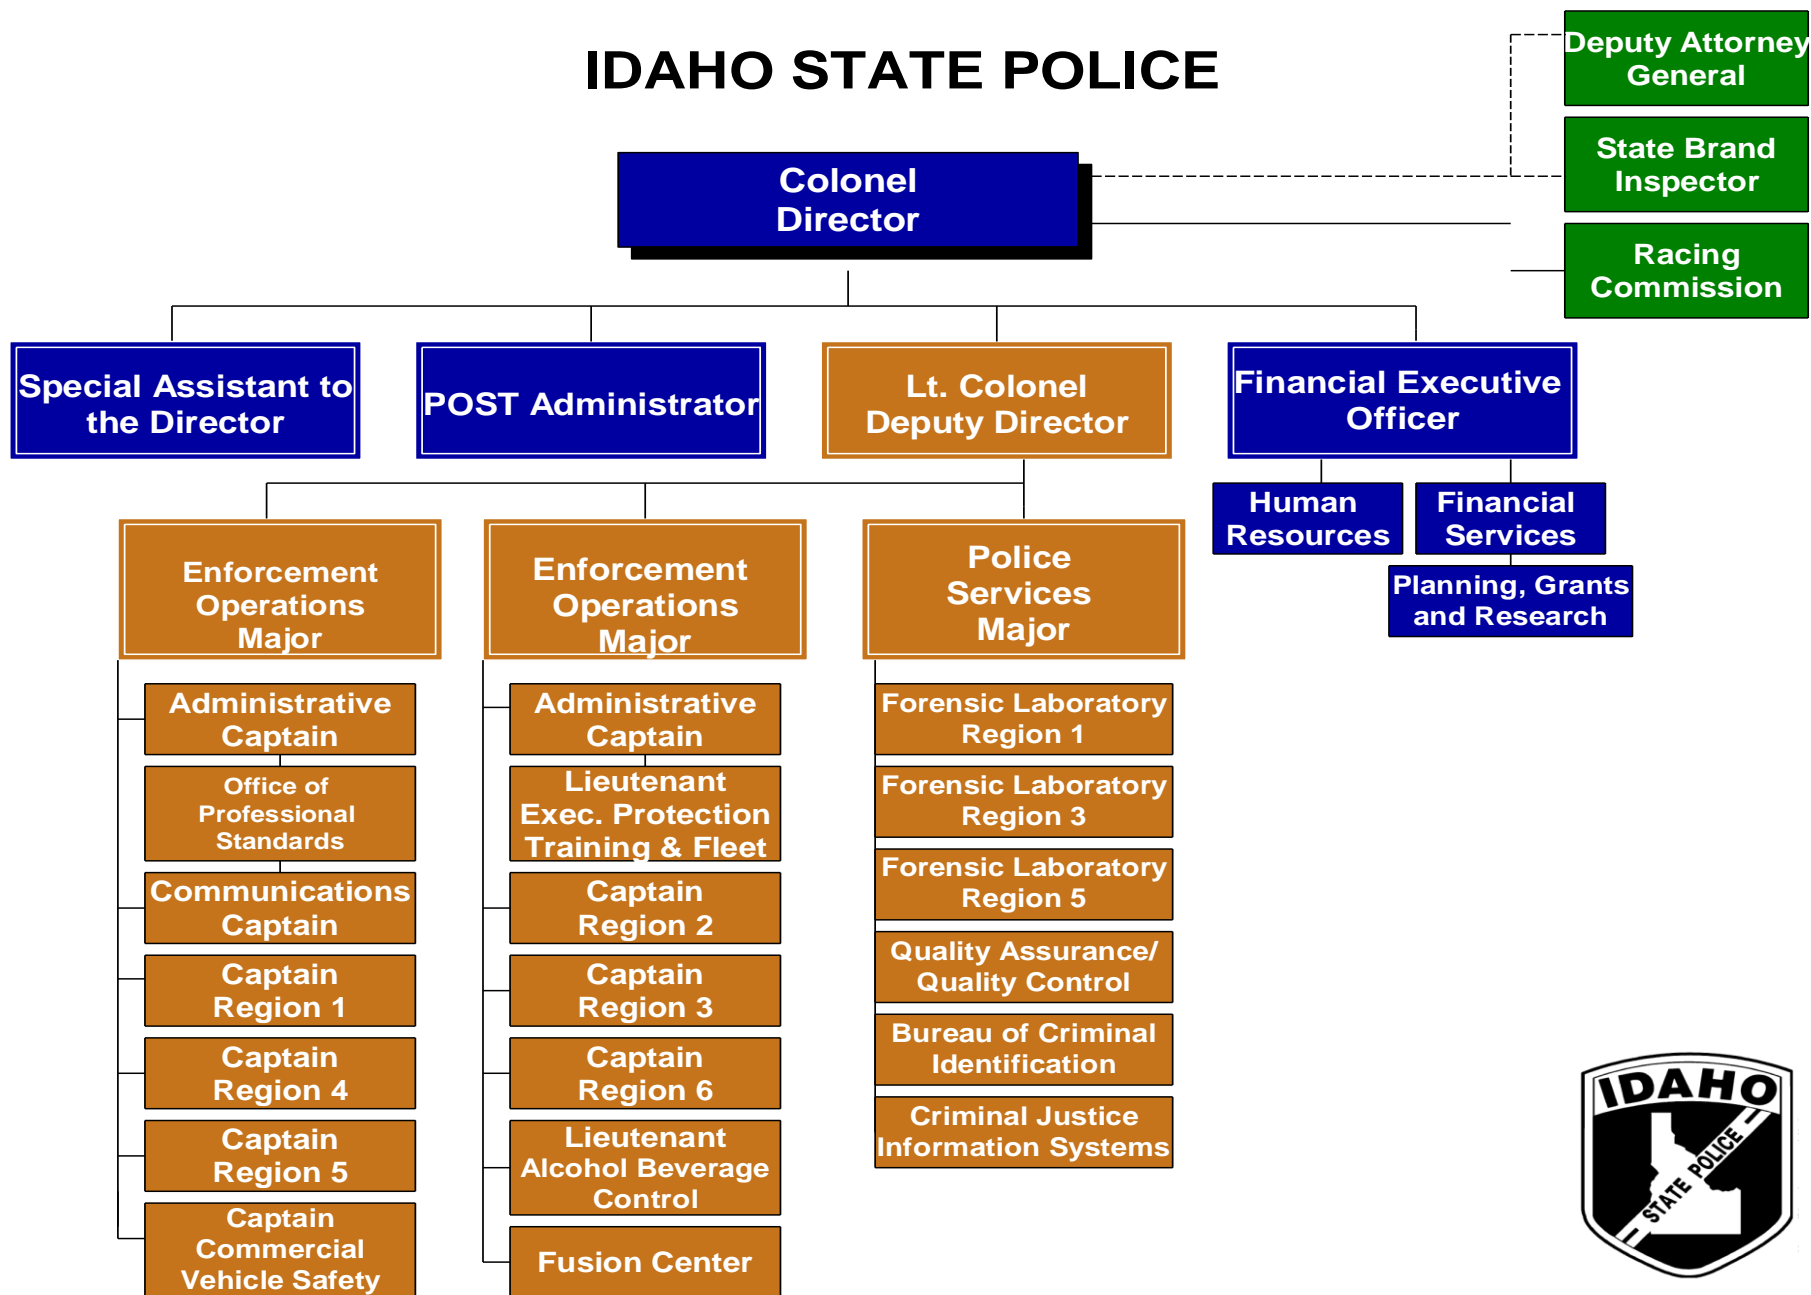 IDAHO STATE POLICE
Deputy Attorney
General
State Brand
Inspector
Racing
Commission
Colonel
Director
Special Assistant to
the Director
POST Administrator
Lt. Colonel
Deputy Director
Financial Executive
Officer
Human
Resources
Financial
Services
Planning, Grants
and Research
Enforcement
Operations
Major
Administrative
Captain
Office of
Professional
Standards
Communications
Captain
Captain
Region 1
Captain
Region 4
Captain
Region 5
Captain
Commercial
Vehicle Safety
Enforcement
Operations
Major
Administrative
Captain
Lieutenant
Exec. Protection
Training & Fleet
Captain
Region 2
Captain
Region 3
Captain
Region 6
Lieutenant
Alcohol Beverage
Control
Fusion Center
Police
Services
Major
Forensic Laboratory
Region 1
Forensic Laboratory
Region 3
Forensic Laboratory
Region 5
Quality Assurance/
Quality Control
Bureau of Criminal
Identification
Criminal Justice
Information Systems
IDAHO
STATE POLICE